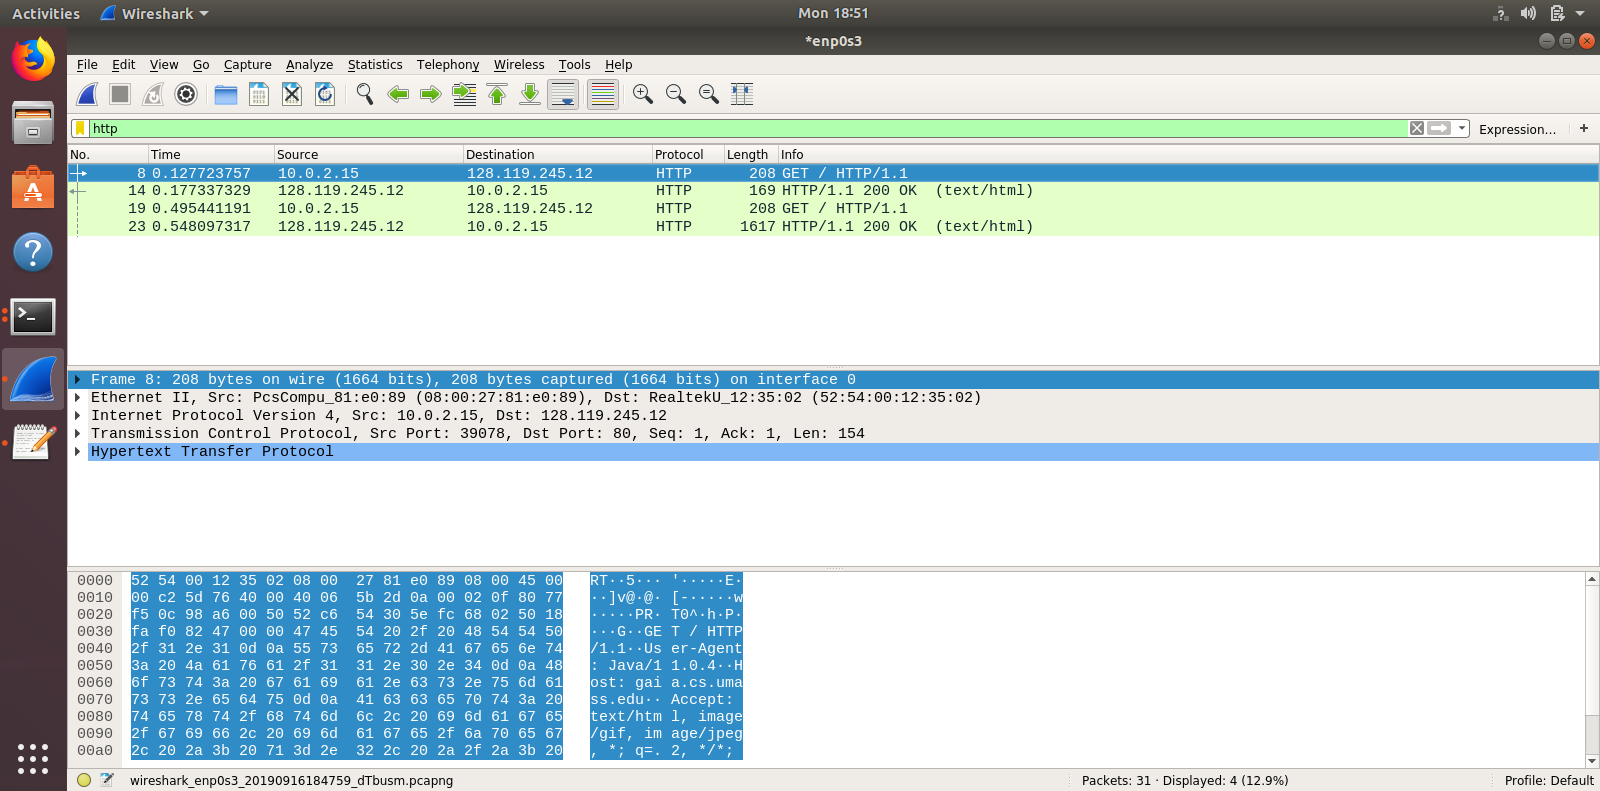 Activities Wireshark Mon 18:51
*enp0s3
File Edit View Go Capture Analyze Statistics Telephony Wireless Tools Help
http Expression... +
No. Time Source Destination Protocol Length Info
8 0.127723757 10.0.2.15 128.119.245.12 HTTP 208 GET / HTTP/1.1
14 0.177337329 128.119.245.12 10.0.2.15 HTTP 169 HTTP/1.1 200 OK (text/html)
19 0.495441191 10.0.2.15 128.119.245.12 HTTP 208 GET / HTTP/1.1
23 0.548097317 128.119.245.12 10.0.2.15 HTTP 1617 HTTP/1.1 200 OK (text/html)
Frame 8: 208 bytes on wire (1664 bits), 208 bytes captured (1664 bits) on interface 0
Ethernet II, Src: PcsCompu_81:e0:89 (08:00:27:81:e0:89), Dst: RealtekU_12:35:02 (52:54:00:12:35:02)
Internet Protocol Version 4, Src: 10.0.2.15, Dst: 128.119.245.12
Transmission Control Protocol, Src Port: 39078, Dst Port: 80, Seq: 1, Ack: 1, Len: 154
Hypertext Transfer Protocol
0000 52 54 00 12 35 02 08 00 27 81 e0 89 08 00 45 00 RT··5··· '·····E·
0010 00 c2 5d 76 40 00 40 06 5b 2d 0a 00 02 0f 80 77 ··]v@·@· [-·····w
0020 f5 0c 98 a6 00 50 52 c6 54 30 5e fc 68 02 50 18 ·····PR· T0^·h·P·
0030 fa f0 82 47 00 00 47 45 54 20 2f 20 48 54 54 50 ···G··GE T / HTTP
0040 2f 31 2e 31 0d 0a 55 73 65 72 2d 41 67 65 6e 74 /1.1··Us er-Agent
0050 3a 20 4a 61 76 61 2f 31 31 2e 30 2e 34 0d 0a 48 : Java/1 1.0.4··H
0060 6f 73 74 3a 20 67 61 69 61 2e 63 73 2e 75 6d 61 ost: gai a.cs.uma
0070 73 73 2e 65 64 75 0d 0a 41 63 63 65 70 74 3a 20 ss.edu·· Accept:
0080 74 65 78 74 2f 68 74 6d 6c 2c 20 69 6d 61 67 65 text/htm l, image
0090 2f 67 69 66 2c 20 69 6d 61 67 65 2f 6a 70 65 67 /gif, im age/jpeg
00a0 2c 20 2a 3b 20 71 3d 2e 32 2c 20 2a 2f 2a 3b 20 , *; q=. 2, */*;
wireshark_enp0s3_20190916184759_dTbusm.pcapng Packets: 31 · Displayed: 4 (12.9%) Profile: Default